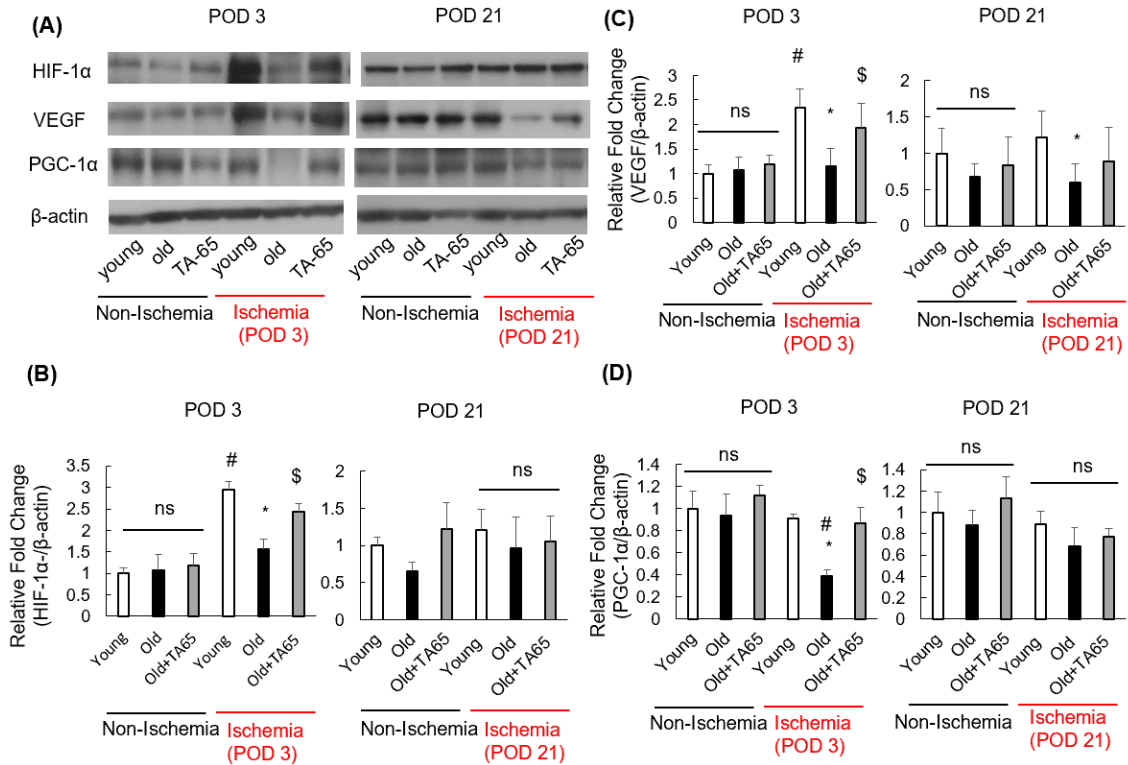 (A)
POD 3
POD 21
HIF-1α
VEGF
PGC-1α
β-actin
young
old
TA-65
young
old
TA-65
young
old
TA-65
young
old
TA-65
Non-Ischemia
Ischemia
(POD 3)
Non-Ischemia
Ischemia
(POD 21)
(C)
POD 3
POD 21
Relative Fold Change
(VEGF/β-actin)
3
2.5
2
1.5
1
0.5
0
ns
#
*
$
Young
Old
Old+TA65
Young
Old
Old+TA65
Non-Ischemia
Ischemia
(POD 3)
2
1.5
1
0.5
0
ns
*
Young
Old
Old+TA65
Young
Old
Old+TA65
Non-Ischemia
Ischemia
(POD 21)
(B)
POD 3
POD 21
Relative Fold Change
(HIF-1α-/β-actin)
3.5
3
2.5
2
1.5
1
0.5
0
ns
#
*
$
Young
Old
Old+TA65
Young
Old
Old+TA65
Non-Ischemia
Ischemia
(POD 3)
2
1.5
1
0.5
0
ns
Young
Old
Old+TA65
Young
Old
Old+TA65
Non-Ischemia
Ischemia
(POD 21)
(D)
POD 3
POD 21
Relative Fold Change
(PGC-1α/β-actin)
1.4
1.2
1
0.8
0.6
0.4
0.2
0
ns
#
*
$
Young
Old
Old+TA65
Young
Old
Old+TA65
Non-Ischemia
Ischemia
(POD 3)
1.4
1.2
1
0.8
0.6
0.4
0.2
0
ns
ns
Young
Old
Old+TA65
Young
Old
Old+TA65
Non-Ischemia
Ischemia
(POD 21)